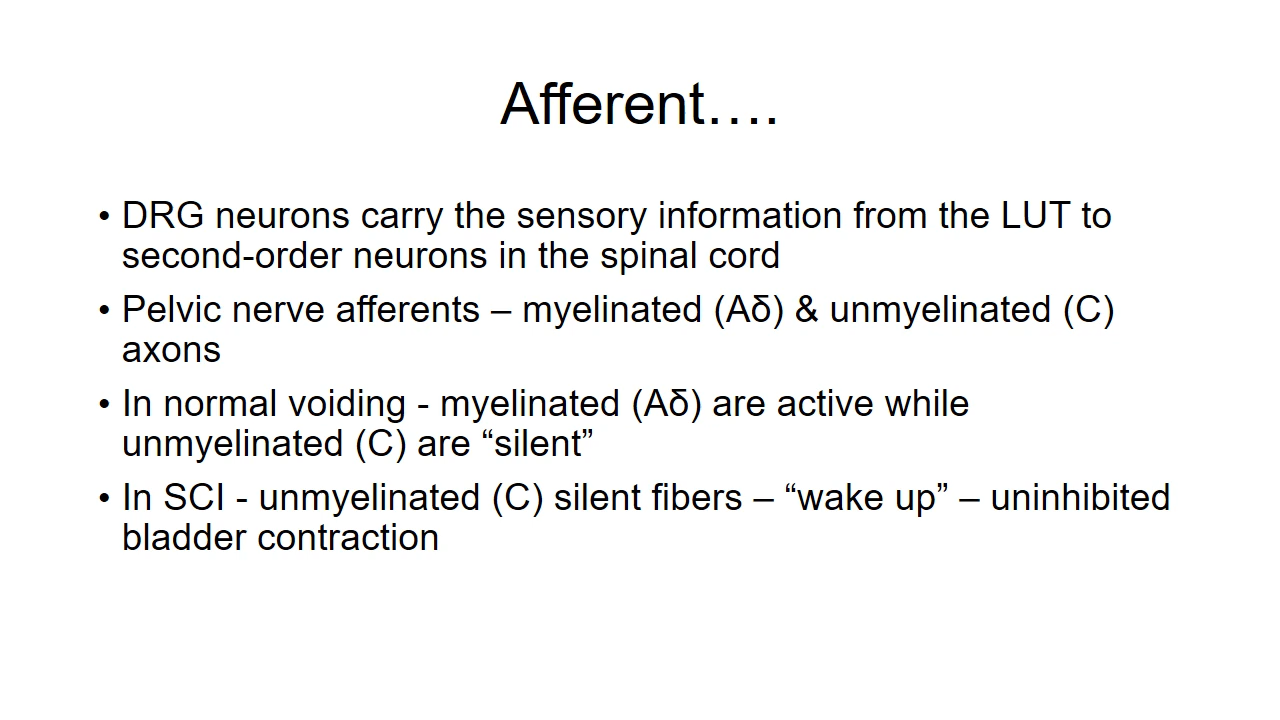 Afferent….
• DRG neurons carry the sensory information from the LUT to
second-order neurons in the spinal cord
• Pelvic nerve afferents – myelinated (Aδ) & unmyelinated (C)
axons
• In normal voiding - myelinated (Aδ) are active while
unmyelinated (C) are “silent”
• In SCI - unmyelinated (C) silent fibers – “wake up” – uninhibited
bladder contraction